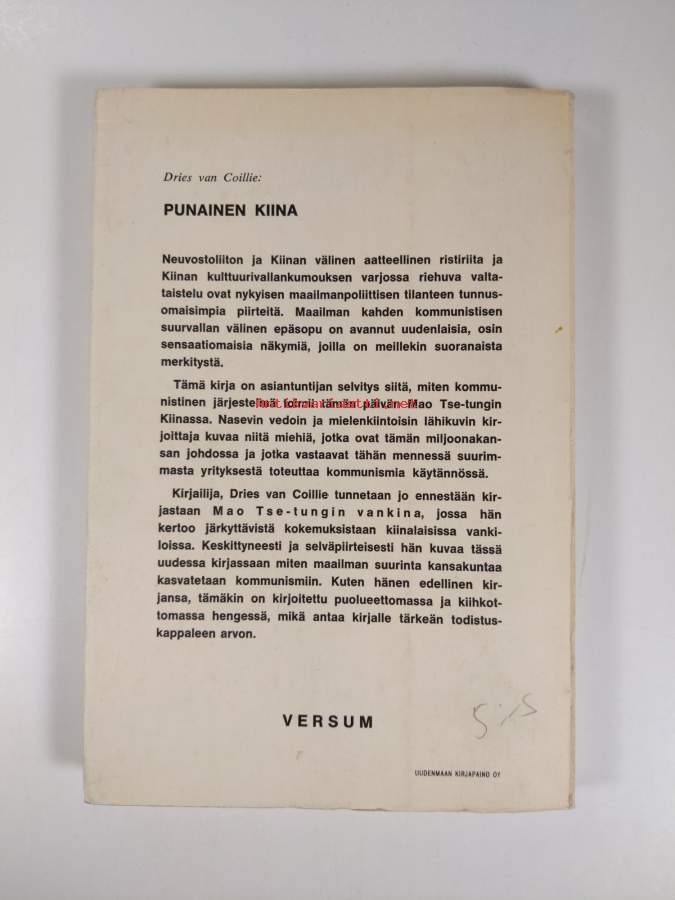 Dries van Coillie:
PUNAINEN KIINA
Neuvostoliiton ja Kiinan välinen aatteellinen ristiriita ja
Kiinan kulttuurivallankumouksen varjossa riehuva valta-
taistelu ovat nykyisen maailmanpoliittisen tilanteen tunnus-
omaisimpia piirteitä. Maailman kahden kommunistisen
suurvallan välinen epäsopu on avannut uudenlaisia, osin
sensaatiomaisia näkymiä, joilla on meillekin suoranaista
merkitystä.
Tämä kirja on asiantuntijan selvitys siitä, miten kommu-
nistinen järjestelmä toimii tämän päivän Mao Tse-tungin
Kiinassa. Nasevin vedoin ja mielenkiintoisin lähikuvin kir-
joittaja kuvaa niitä miehiä, jotka ovat tämän miljoonakan-
san johdossa ja jotka vastaavat tähän mennessä suurim-
masta yrityksestä toteuttaa kommunismia käytännössä.
Kirjailija, Dries van Coillie tunnetaan jo ennestään kir-
jastaan Mao Tse-tungin vankina, jossa hän
kertoo järkyttävistä kokemuksistaan kiinalaisissa vanki-
loissa. Keskittyneesti ja selväpiirteisesti hän kuvaa tässä
uudessa kirjassaan miten maailman suurinta kansakuntaa
kasvatetaan kommunismiin. Kuten hänen edellinen kir-
jansa, tämäkin on kirjoitettu puolueettomassa ja kiihkot-
tomassa hengessä, mikä antaa kirjalle tärkeän todistus-
kappaleen arvon.
VERSUM
UUDENMAAN KIRJAPAINO OY